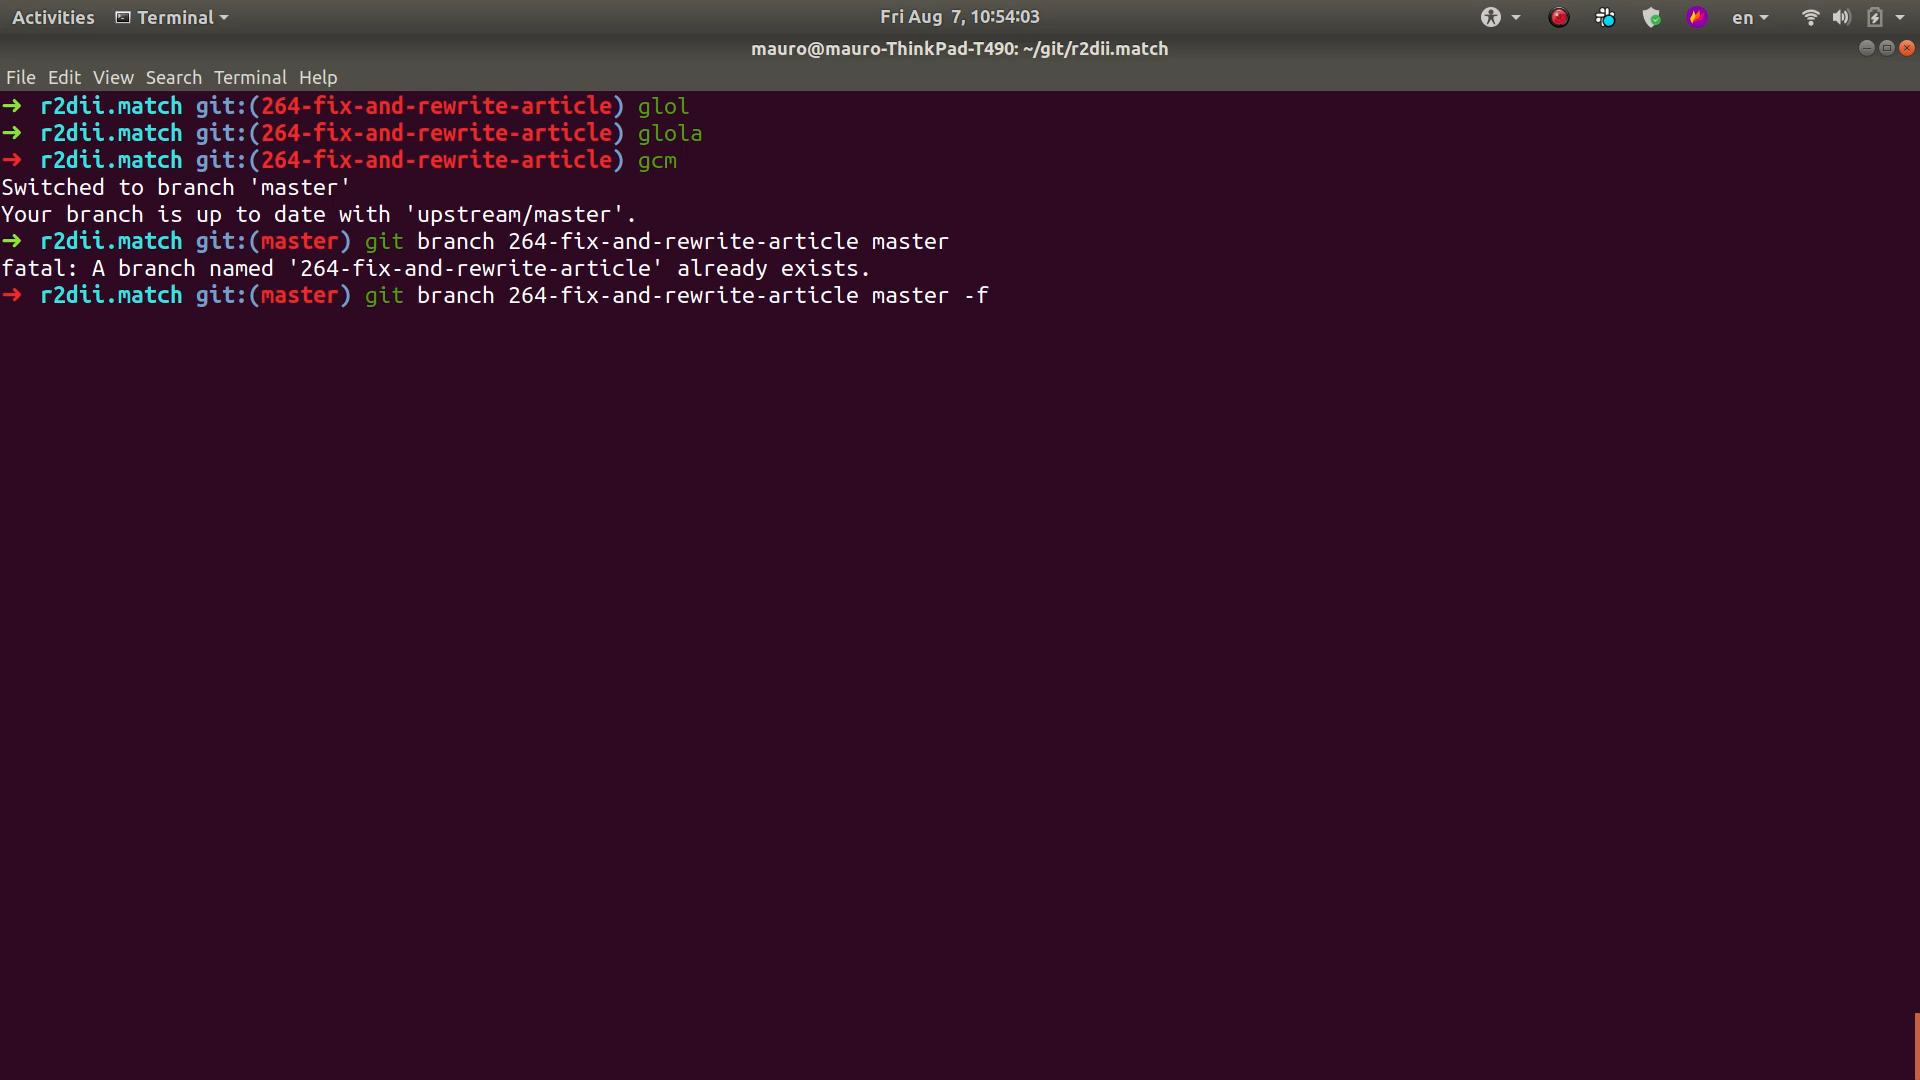 Activities Terminal Fri Aug 7, 10:54:03 en
mauro@mauro-ThinkPad-T490: ~/git/r2dii.match
File Edit View Search Terminal Help
➜ r2dii.match git:(264-fix-and-rewrite-article) glol
➜ r2dii.match git:(264-fix-and-rewrite-article) glola
➜ r2dii.match git:(264-fix-and-rewrite-article) gcm
Switched to branch 'master'
Your branch is up to date with 'upstream/master'.
➜ r2dii.match git:(master) git branch 264-fix-and-rewrite-article master
fatal: A branch named '264-fix-and-rewrite-article' already exists.
➜ r2dii.match git:(master) git branch 264-fix-and-rewrite-article master -f